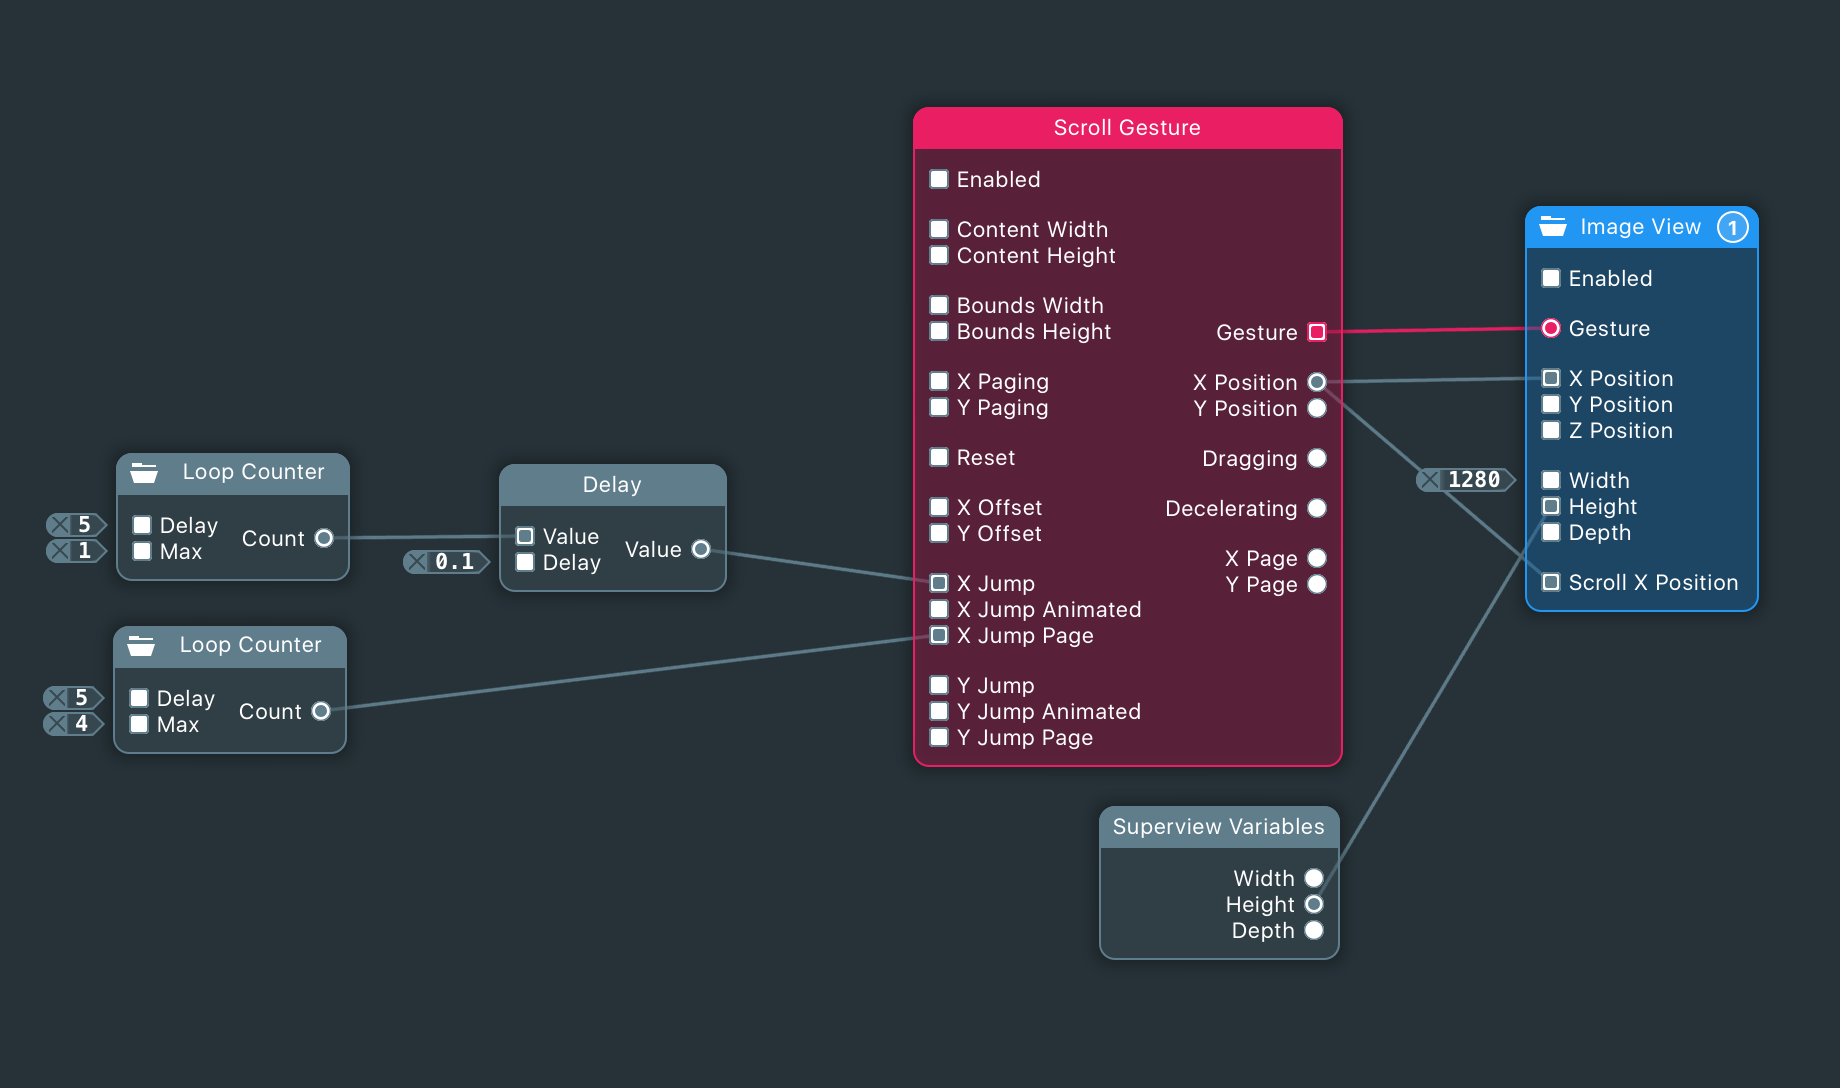 Loop Counter
5
Delay
1
Max
Count
Loop Counter
5
Delay
4
Max
Count
Delay
Value
0.1
Delay
Value
Scroll Gesture
Enabled
Content Width
Content Height
Bounds Width
Bounds Height
X Paging
Y Paging
Reset
X Offset
Y Offset
X Jump
X Jump Animated
X Jump Page
Y Jump
Y Jump Animated
Y Jump Page
Gesture
X Position
Y Position
Dragging
Decelerating
X Page
Y Page
Superview Variables
Width
Height
Depth
Image View 1
Enabled
Gesture
X Position
Y Position
Z Position
1280
Width
Height
Depth
Scroll X Position